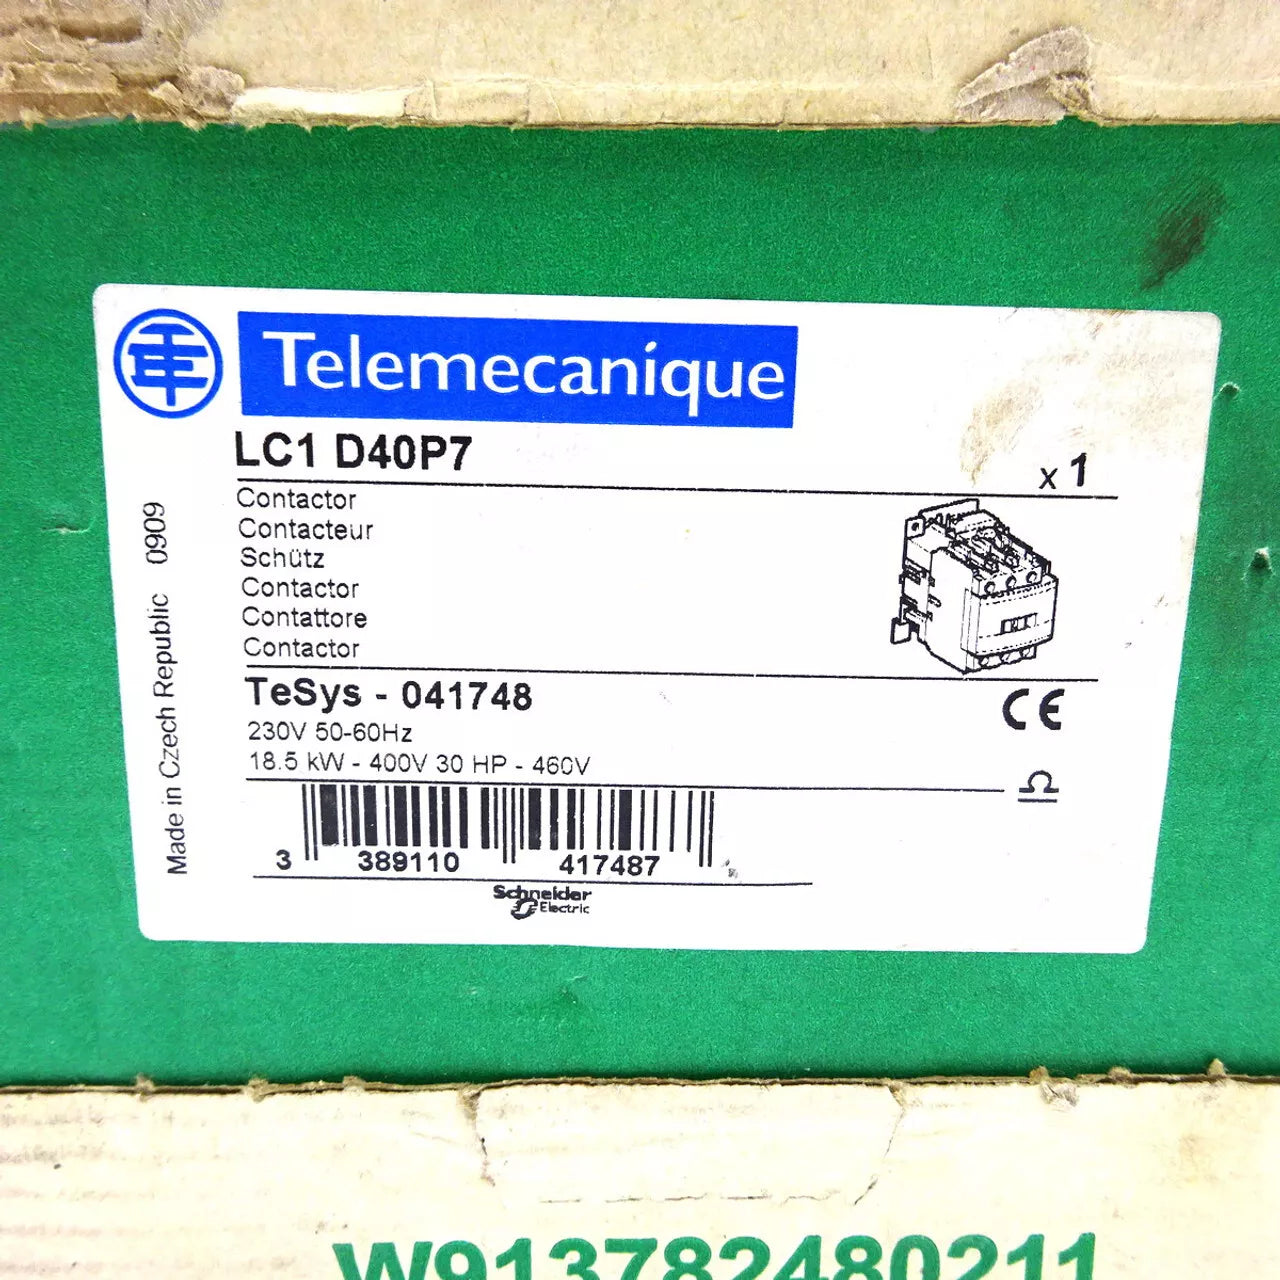 Telemecanique
LC1 D40P7
x 1
Contactor
Contacteur
Schütz
Contactor
Contattore
Contactor
TeSys - 041748
230V 50-60Hz
18.5 kW - 400V 30 HP - 460V
CE
3 389110 417487
Schneider
Electric
Made in Czech Republic 0909
W913782480211